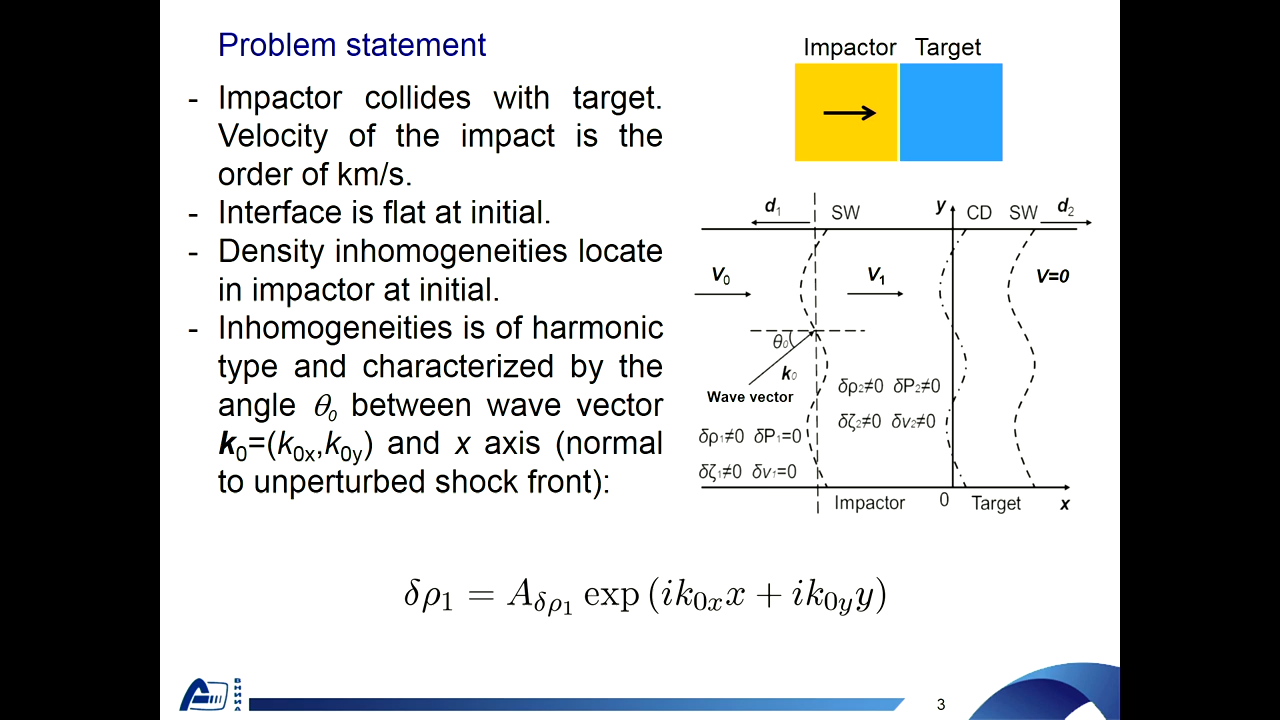 Problem statement
- Impactor collides with target.
Velocity of the impact is the
order of km/s.
- Interface is flat at initial.
- Density inhomogeneities locate
in impactor at initial.
- Inhomogeneities is of harmonic
type and characterized by the
angle θ₀ between wave vector
k₀=(k₀ₓ,k₀y) and x axis (normal
to unperturbed shock front):
Impactor Target
d₁ SW y CD SW d₂
V₀ V₁ V=0
θ₀
k₀
Wave vector
δρ₂≠0 δP₂≠0
δζ₂≠0 δv₂≠0
δρ₁≠0 δP₁=0
δζ₁≠0 δv₁=0
Impactor 0 Target x
δρ₁ = A_δρ₁ exp (ik₀ₓx + ik₀yy)
ВНИИА
3